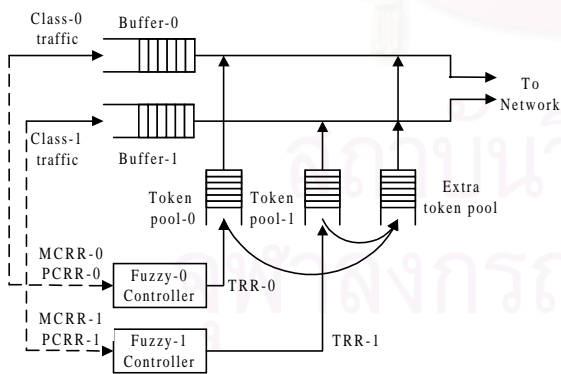 Class-0
traffic
Buffer-0
To
Network
Class-1
traffic
Buffer-1
Token
pool-0
Token
pool-1
Extra
token pool
MCRR-0
PCRR-0
Fuzzy-0
Controller
TRR-0
MCRR-1
PCRR-1
Fuzzy-1
Controller
TRR-1